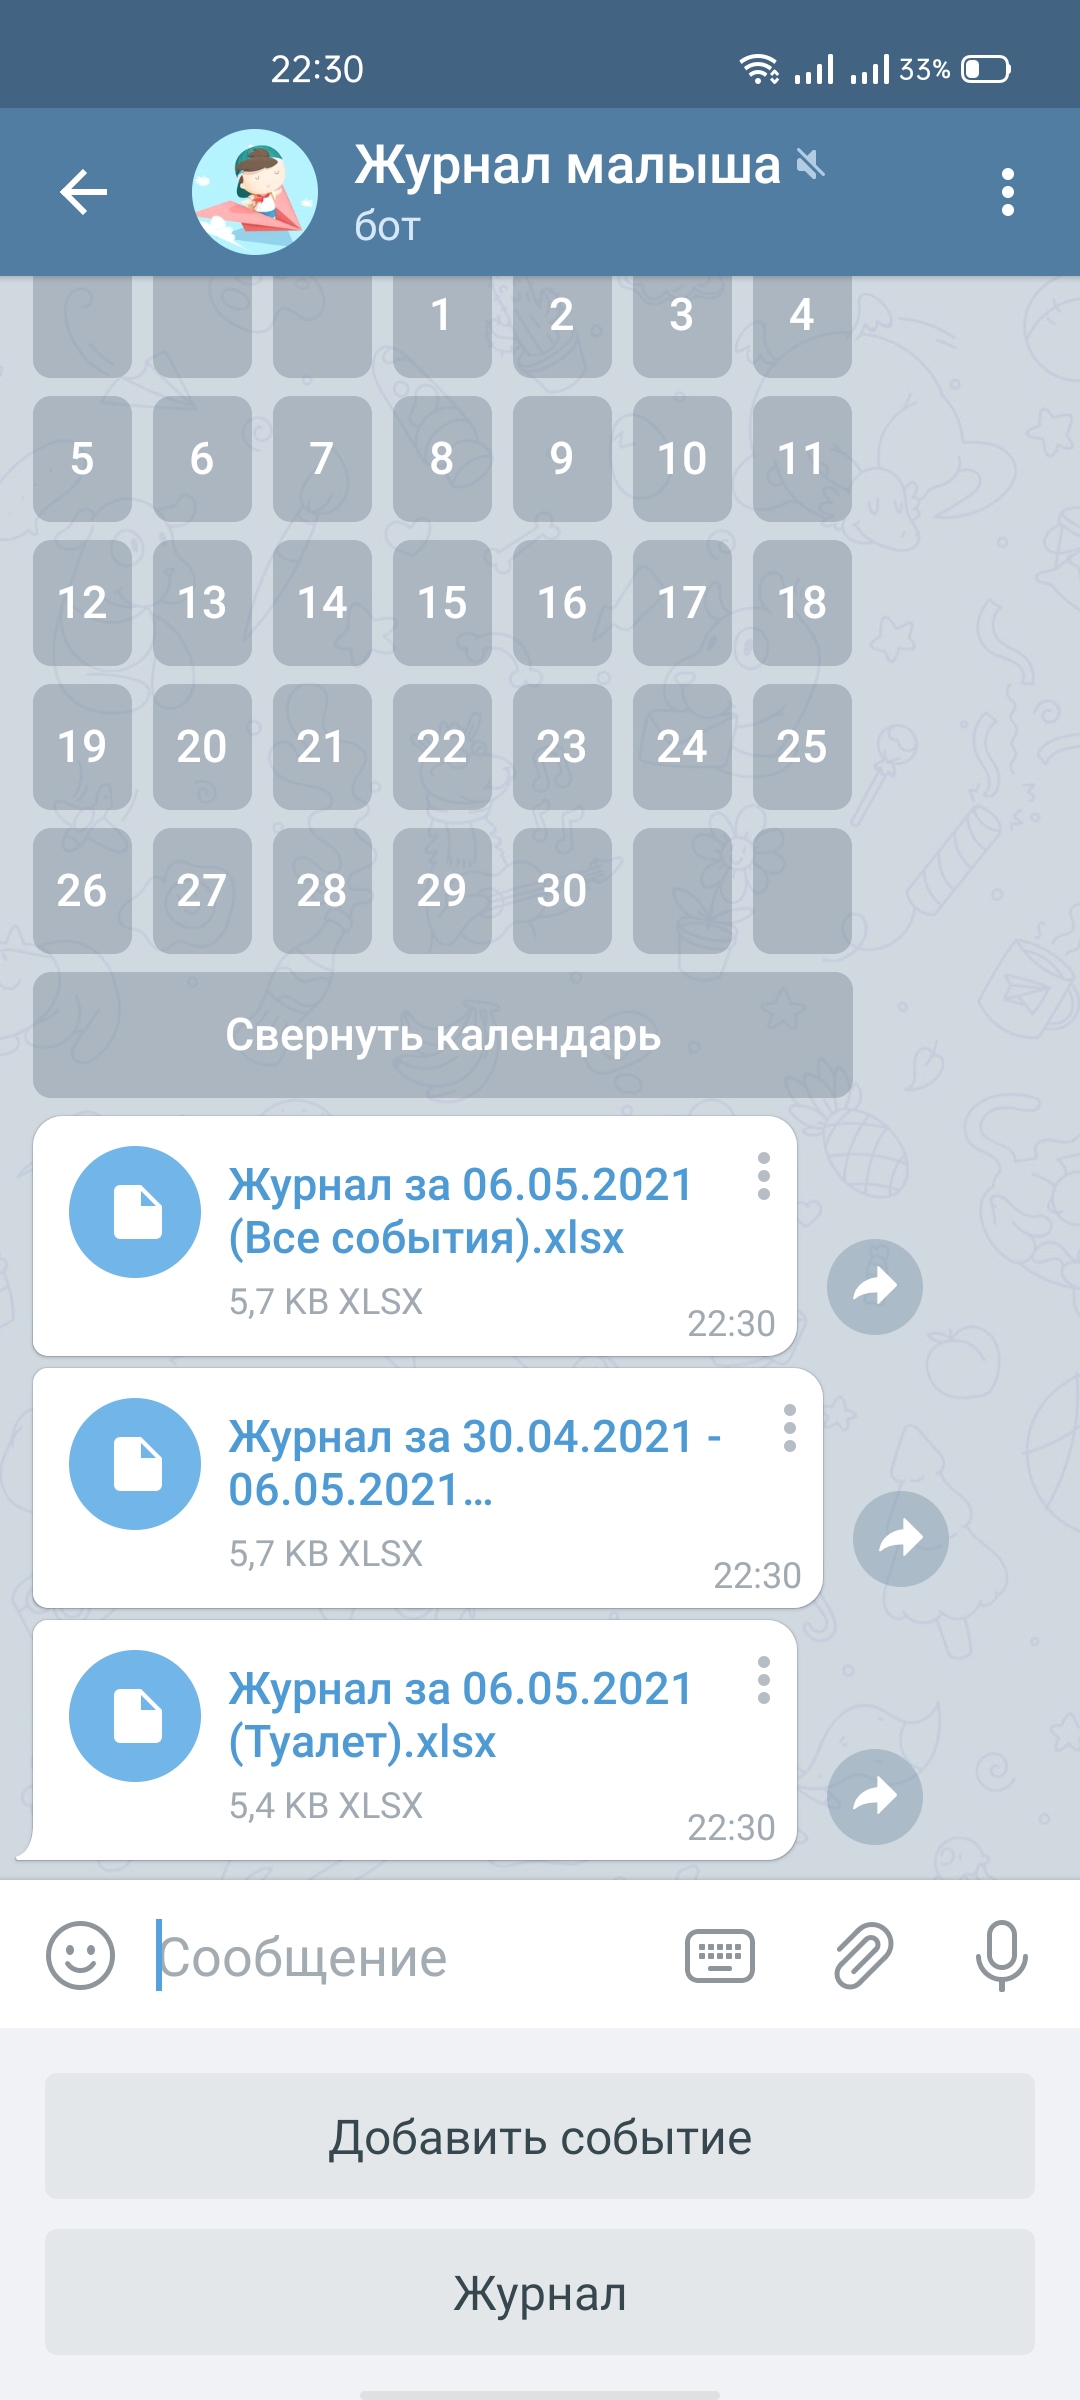 22:30
33%
Журнал малыша
бот
1 2 3 4
5 6 7 8 9 10 11
12 13 14 15 16 17 18
19 20 21 22 23 24 25
26 27 28 29 30
Свернуть календарь
Журнал за 06.05.2021
(Все события).xlsx
5,7 KB XLSX
22:30
Журнал за 30.04.2021 -
06.05.2021...
5,7 KB XLSX
22:30
Журнал за 06.05.2021
(Туалет).xlsx
5,4 KB XLSX
22:30
Сообщение
Добавить событие
Журнал